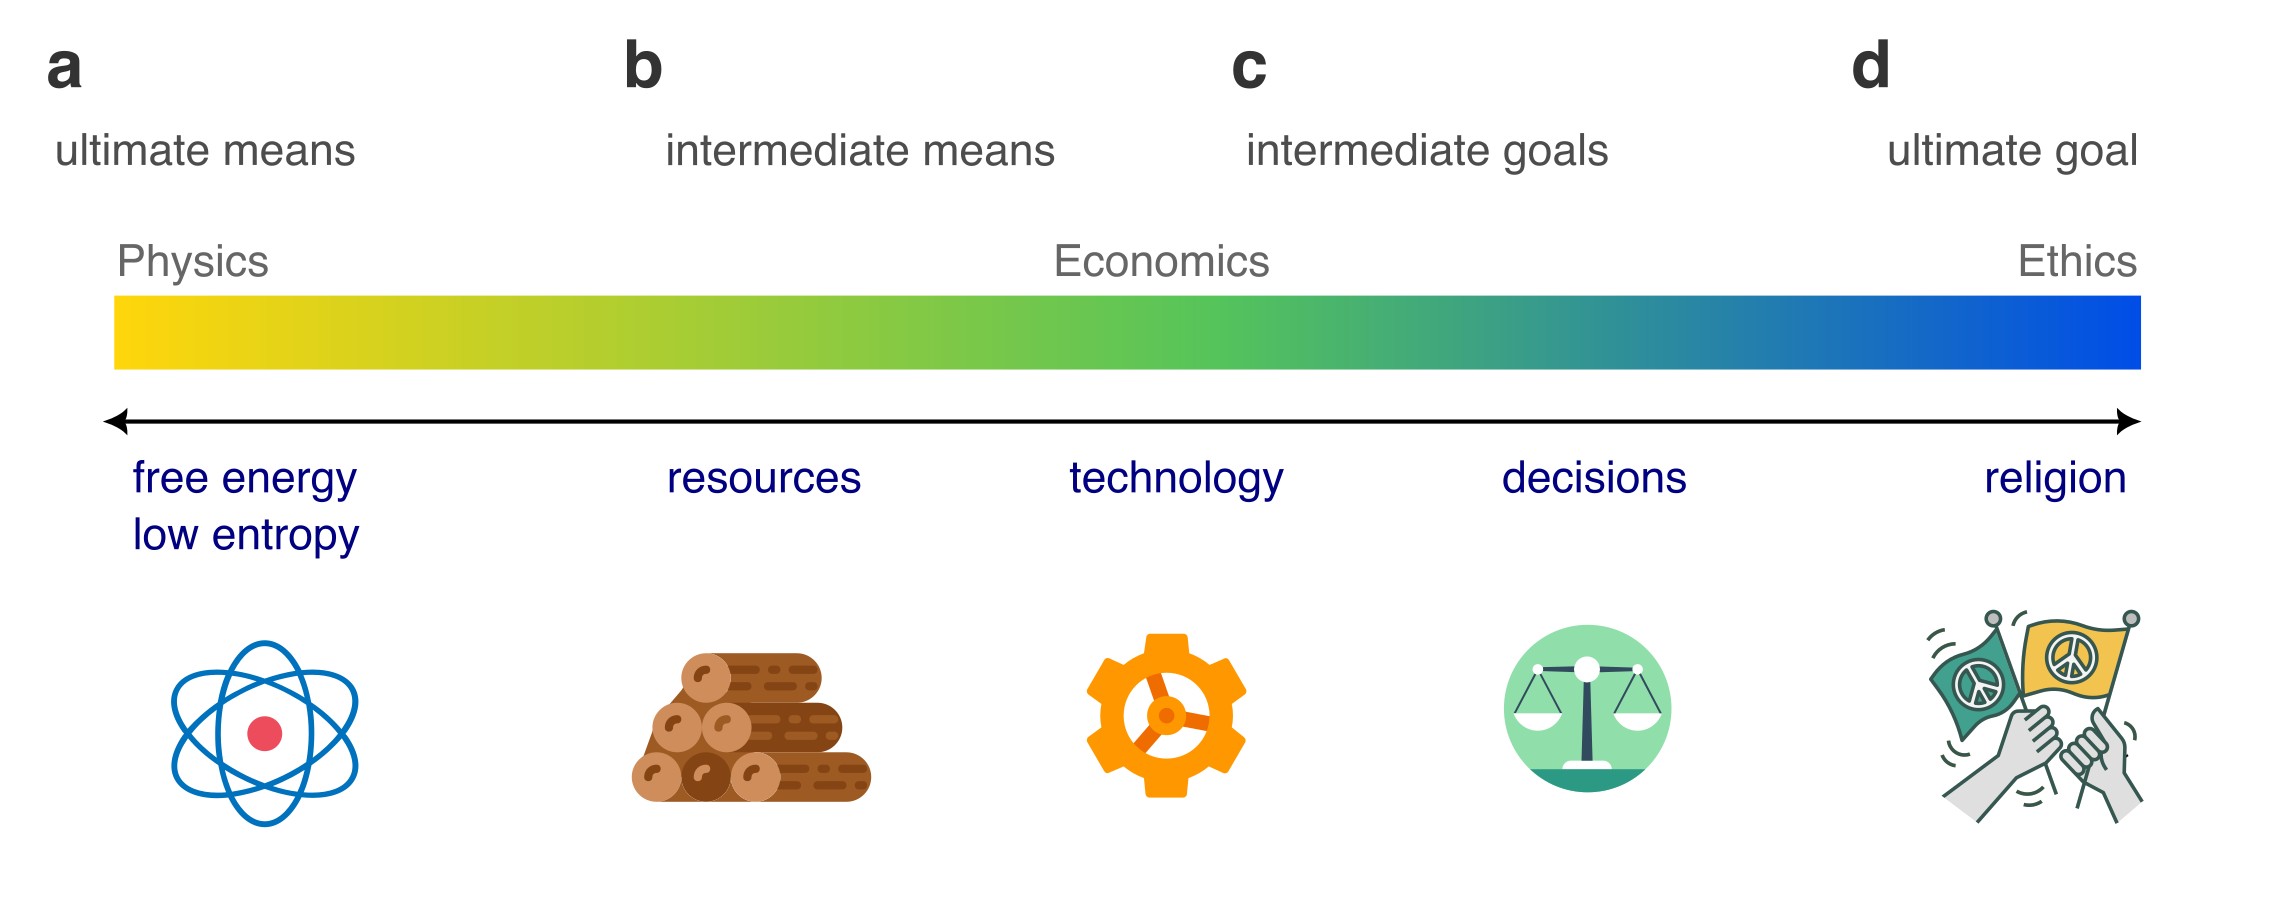 a
b
c
d
ultimate means
intermediate means
intermediate goals
ultimate goal
Physics
Economics
Ethics
free energy
low entropy
resources
technology
decisions
religion